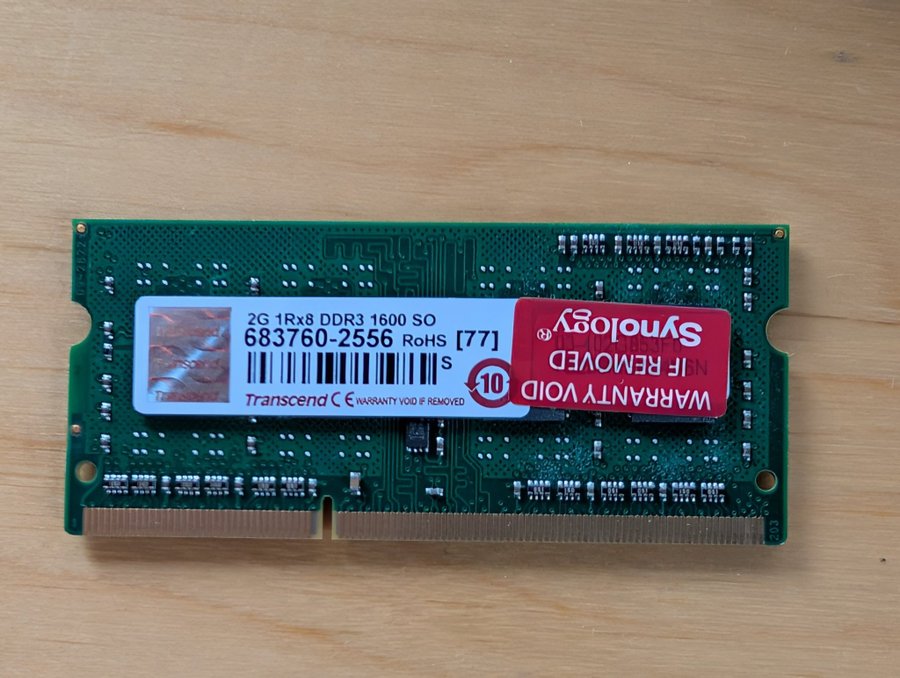 2G 1Rx8 DDR3 1600 SO
683760-2556 RoHS [77]
S
Transcend CE WARRANTY VOID IF REMOVED
10
WARRANTY VOID
IF REMOVED
Synology®
203